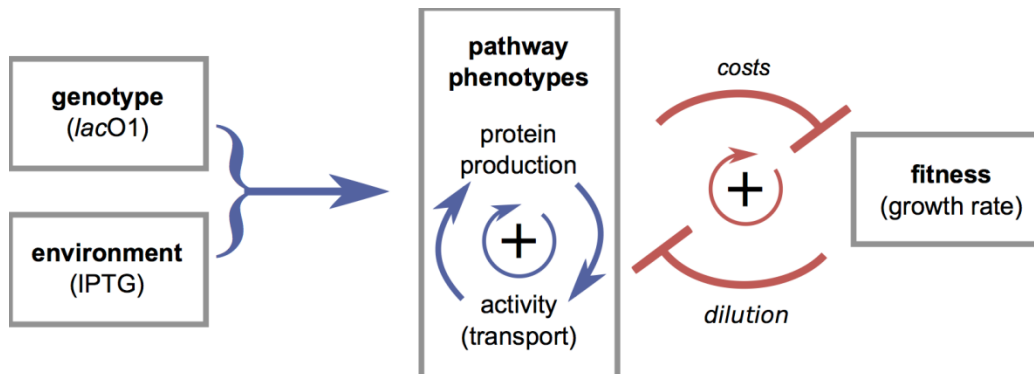 genotype
(lacO1)
environment
(IPTG)
pathway
phenotypes
protein
production
+
activity
(transport)
costs
+
dilution
fitness
(growth rate)